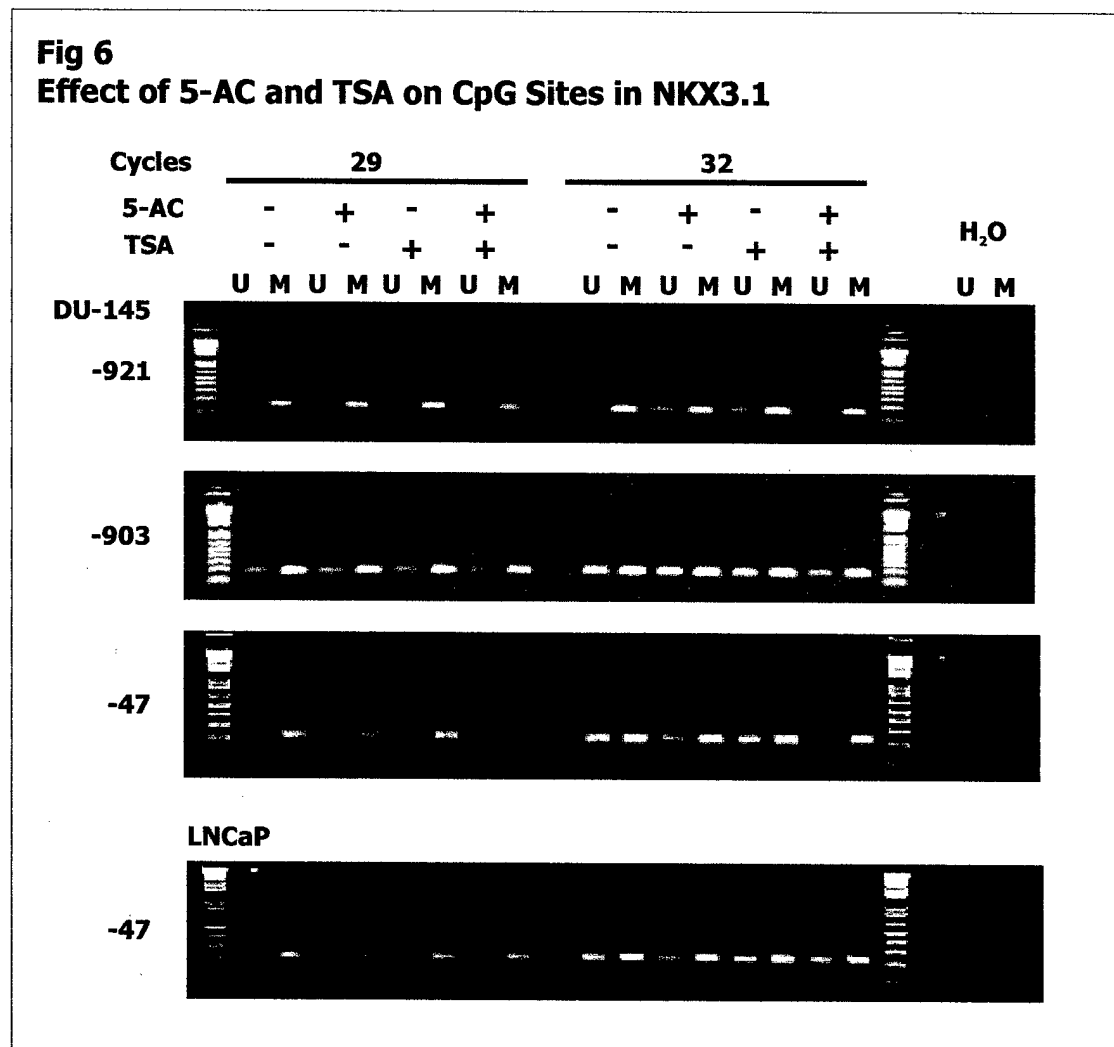 Fig 6
Effect of 5-AC and TSA on CpG Sites in NKX3.1
Cycles 29 32
5-AC - + - + - + - +
TSA - - + + - - + + H₂O
U M U M U M U M U M U M U M U M U M
DU-145
-921
-903
-47
LNCaP
-47